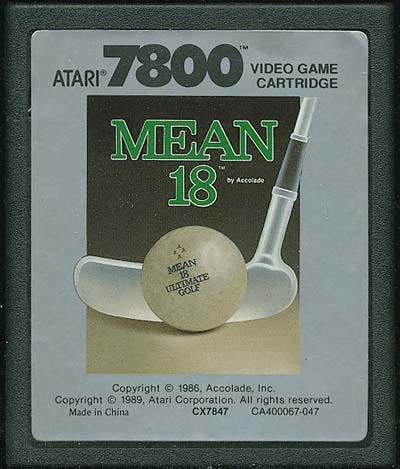 ATARI® 7800™ VIDEO GAME
CARTRIDGE
MEAN
18™
by Accolade
MEAN
18
ULTIMATE
GOLF
Copyright © 1986, Accolade, Inc.
Copyright © 1989, Atari Corporation. All rights reserved.
Made in China CX7847 CA400067-047